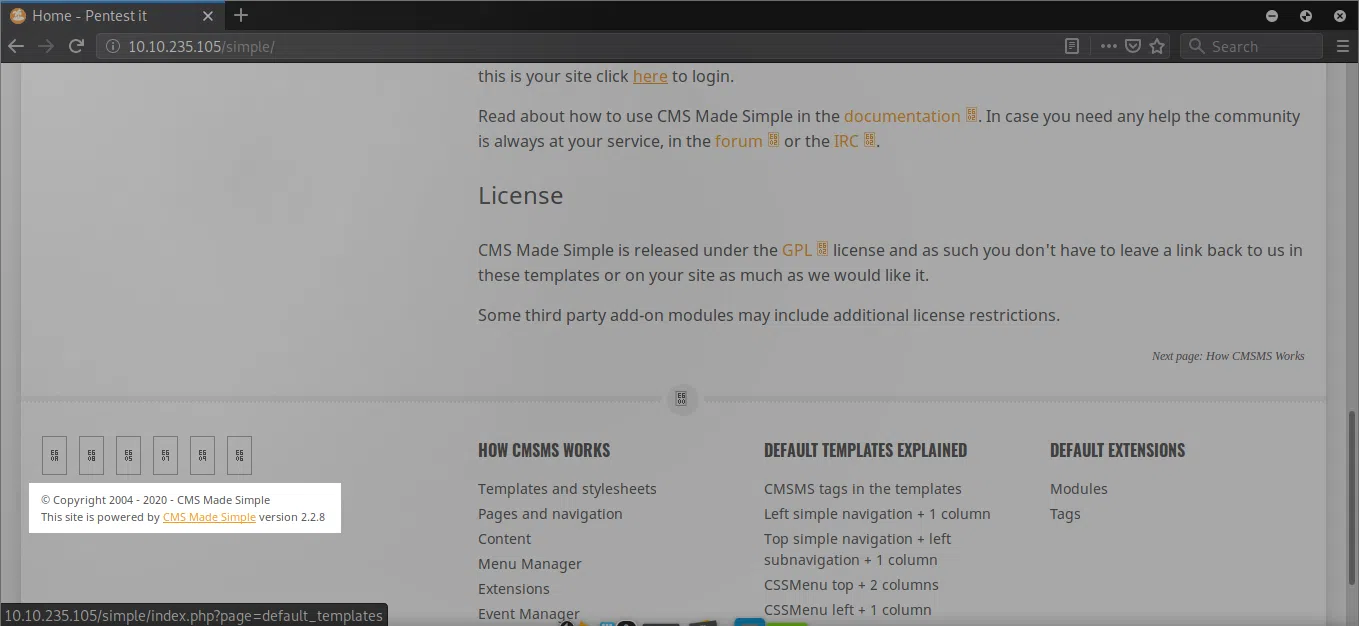 Home - Pentest it
10.10.235.105/simple/
Search
this is your site click here to login.
Read about how to use CMS Made Simple in the documentation. In case you need any help the community
is always at your service, in the forum or the IRC.
License
CMS Made Simple is released under the GPL license and as such you don't have to leave a link back to us in
these templates or on your site as much as we would like it.
Some third party add-on modules may include additional license restrictions.
Next page: How CMSMS Works
© Copyright 2004 - 2020 - CMS Made Simple
This site is powered by CMS Made Simple version 2.2.8
HOW CMSMS WORKS
Templates and stylesheets
Pages and navigation
Content
Menu Manager
Extensions
Event Manager
DEFAULT TEMPLATES EXPLAINED
CMSMS tags in the templates
Left simple navigation + 1 column
Top simple navigation + left
subnavigation + 1 column
CSSMenu top + 2 columns
CSSMenu left + 1 column
DEFAULT EXTENSIONS
Modules
Tags
10.10.235.105/simple/index.php?page=default_templates